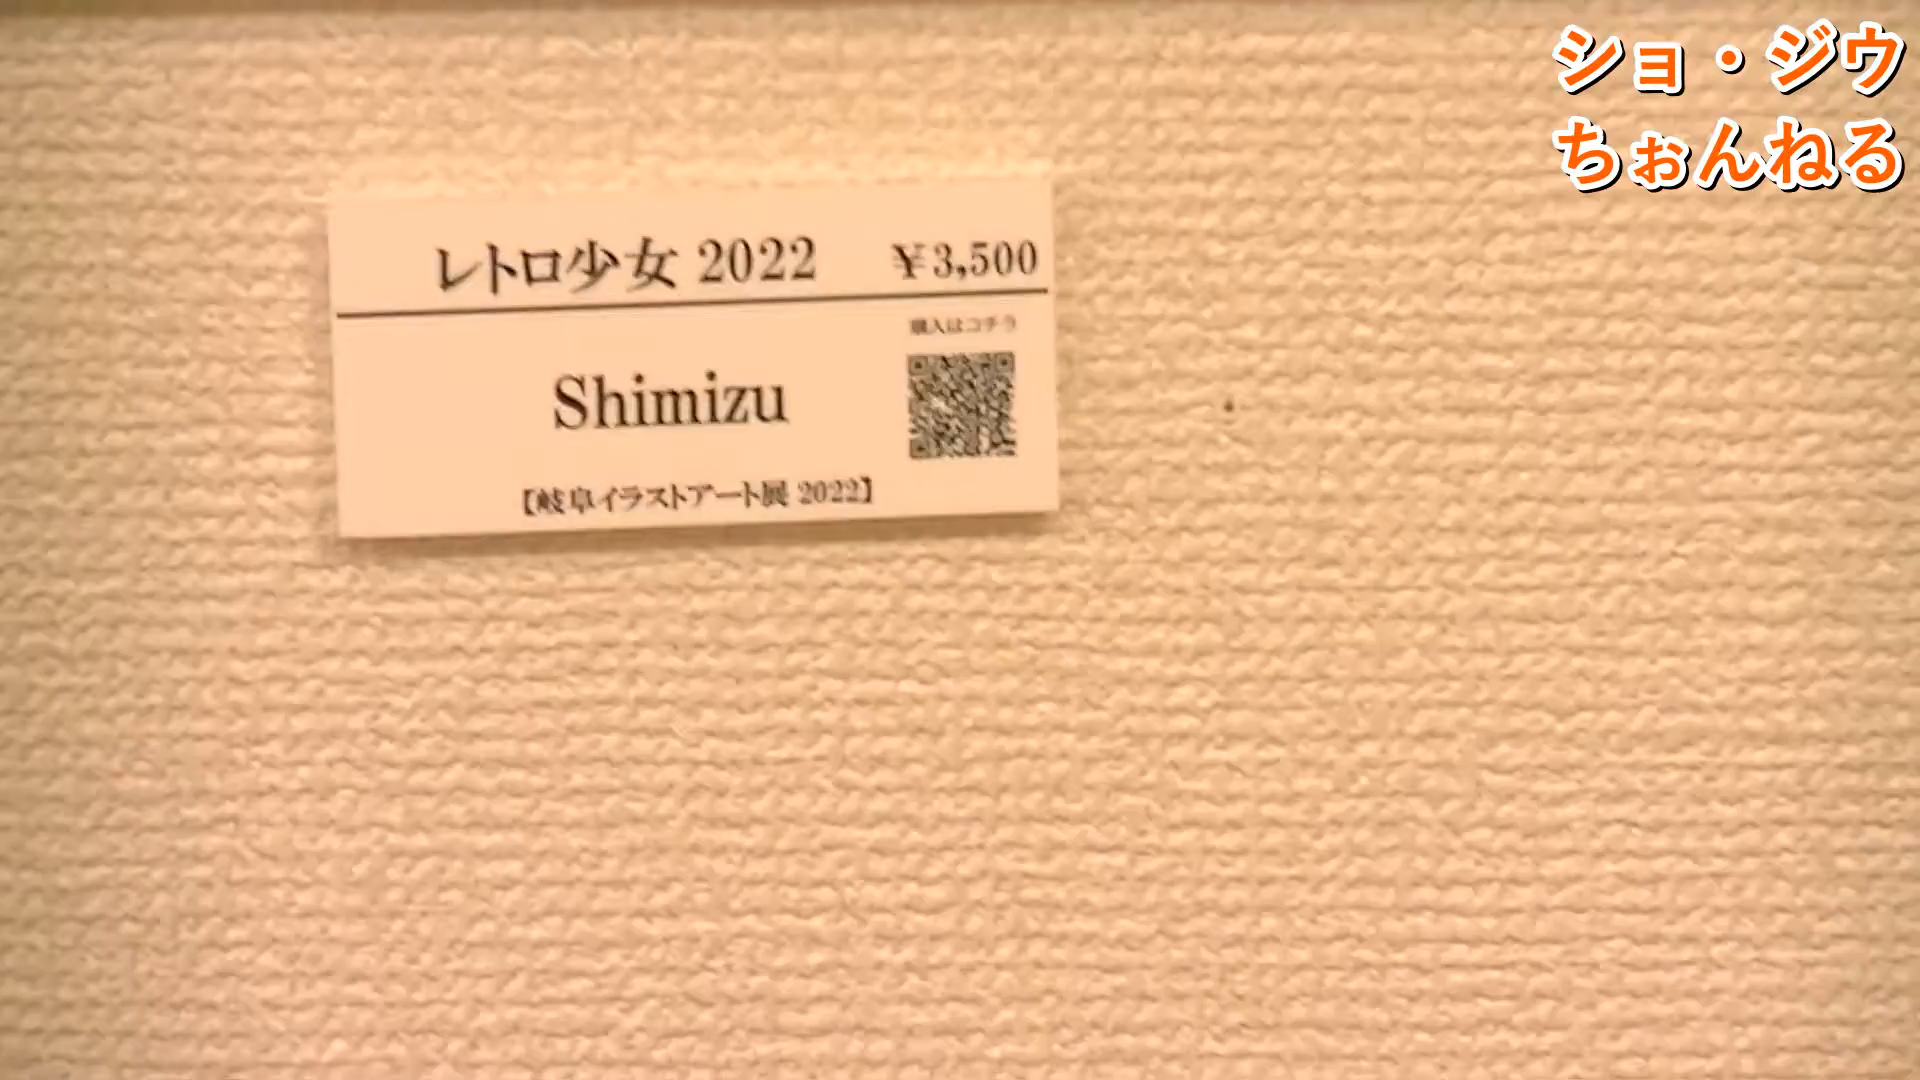 ショ・ジウ
ちぉんねる
レトロ少女 2022 ¥3,500
購入はコチラ
Shimizu
【岐阜イラストアート展 2022】